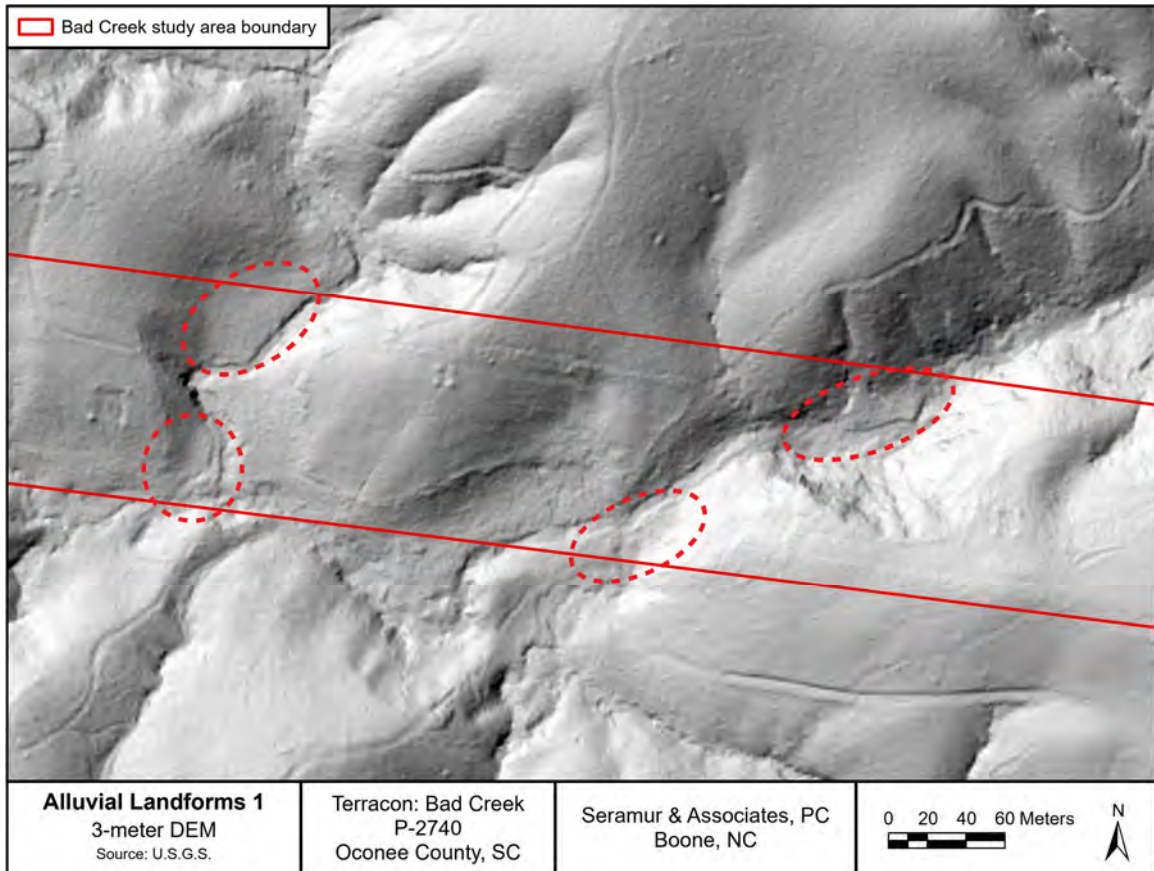 Bad Creek study area boundary
Alluvial Landforms 1
3-meter DEM
Source: U.S.G.S.
Terracon: Bad Creek
P-2740
Oconee County, SC
Seramur & Associates, PC
Boone, NC
0 20 40 60 Meters
N